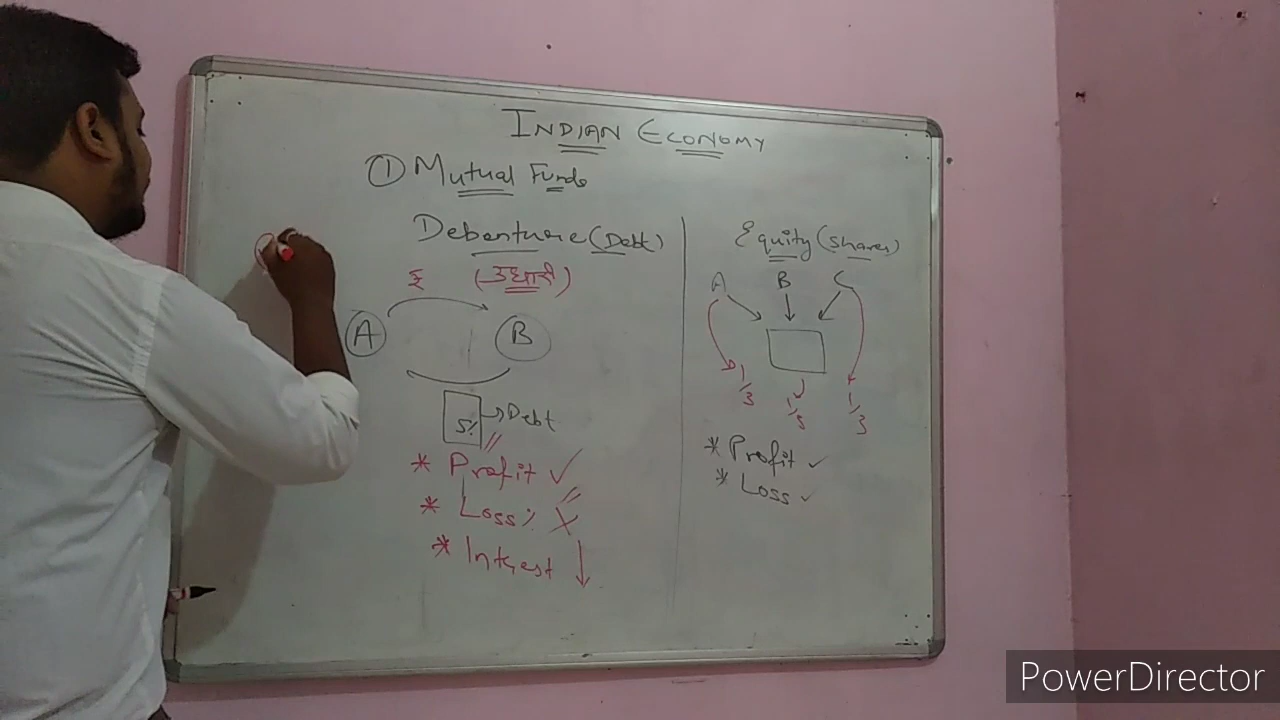 INDIAN ECONOMY
① Mutual Funds
Debenture (Debt)
₹ (उधारी)
A B
5% → Debt
* Profit ✓
* Loss % X
* Interest ↓
Equity (Shares)
A B C
1/3 1/3 1/3
* Profit ✓
* Loss ✓
PowerDirector